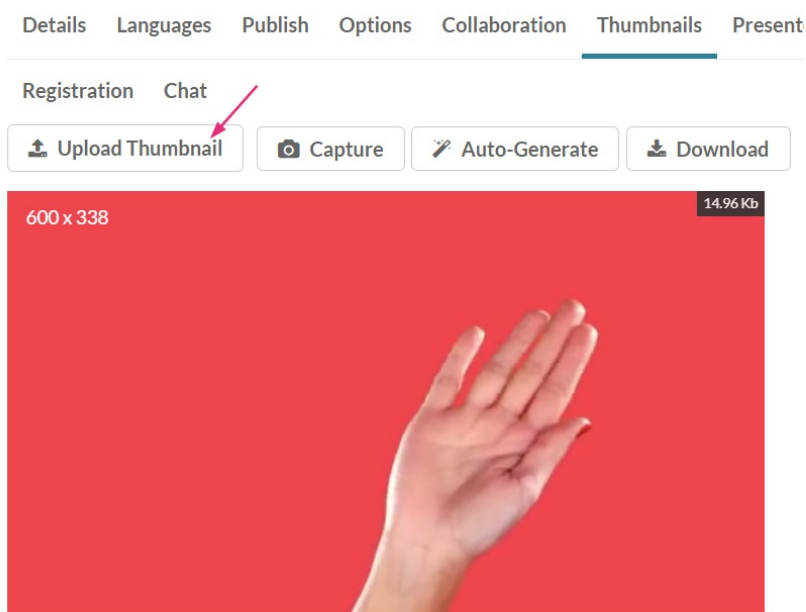 Details Languages Publish Options Collaboration Thumbnails
Registration Chat
Upload Thumbnail Capture Auto-Generate Download
600 x 338 14.96 Kb